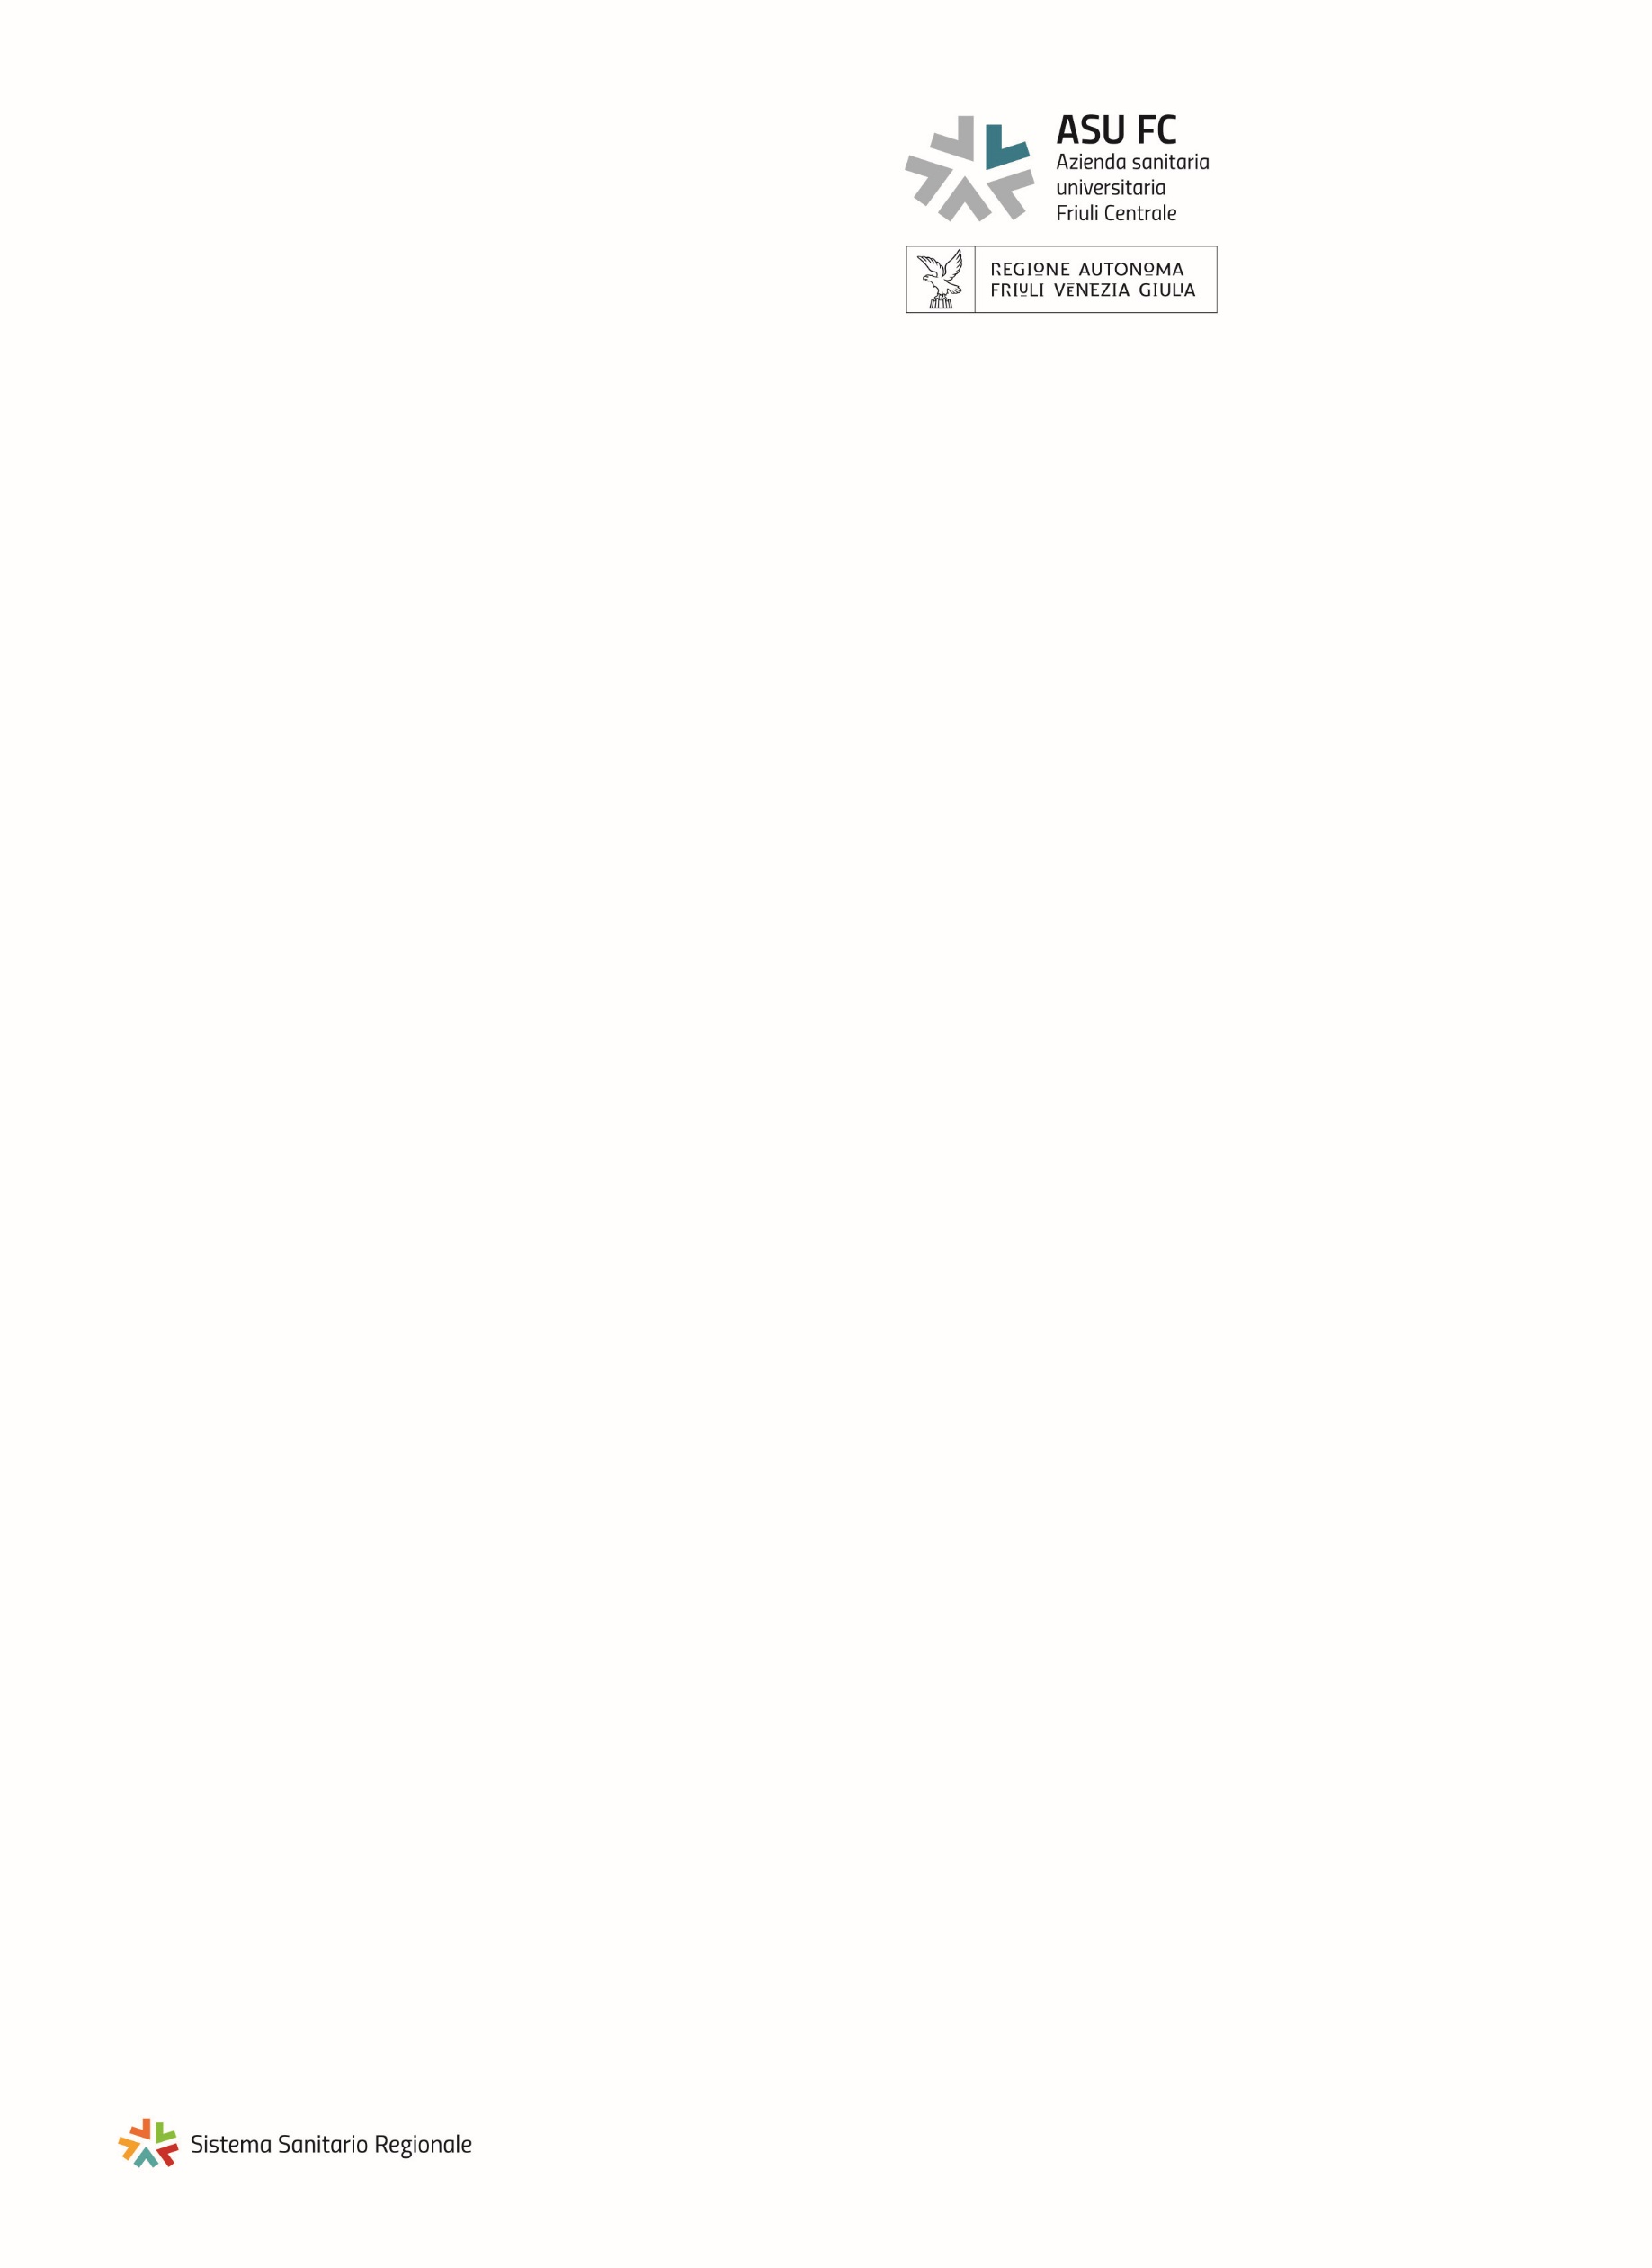 ASU FC
Azienda sanitaria
universitaria
Friuli Centrale
REGIONE AUTONOMA
FRIULI VENEZIA GIULIA
Sistema Sanitario Regionale